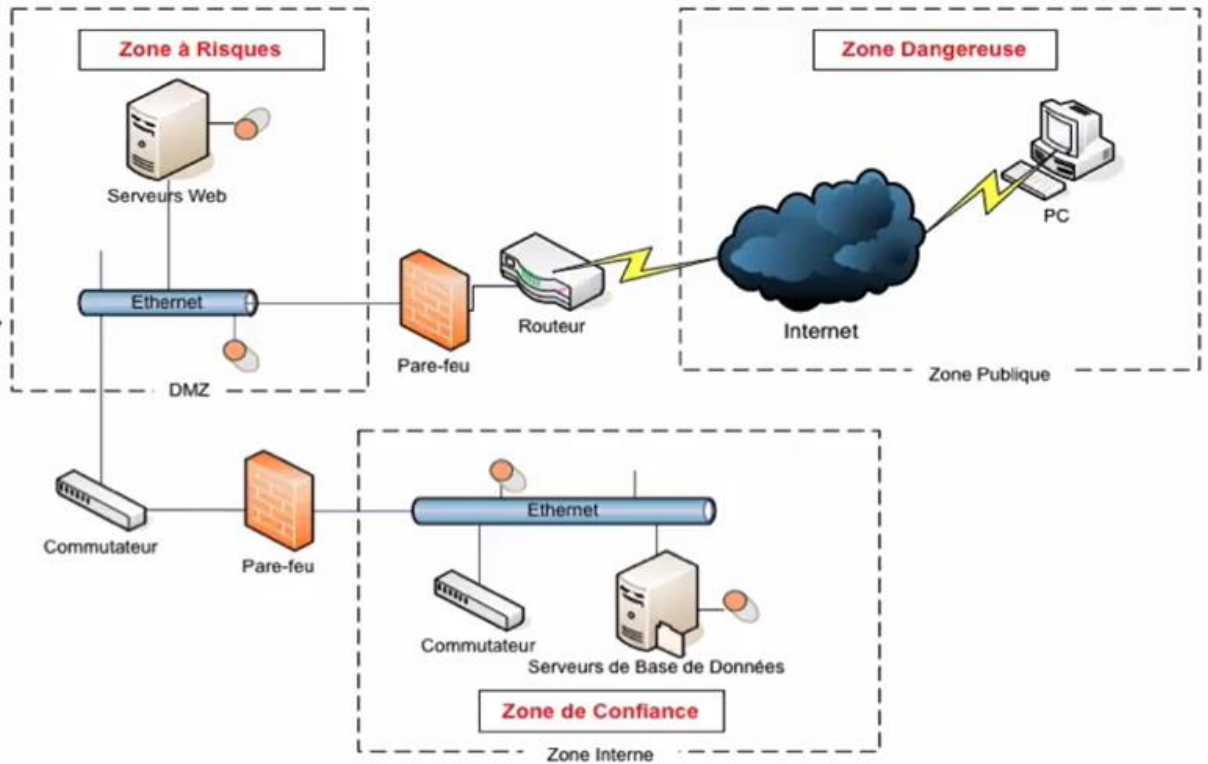 Zone à Risques
Zone Dangereuse
Serveurs Web
PC
Ethernet
Routeur
Internet
Pare-feu
Zone Publique
DMZ
Ethernet
Commutateur
Pare-feu
Commutateur
Serveurs de Base de Données
Zone de Confiance
Zone Interne